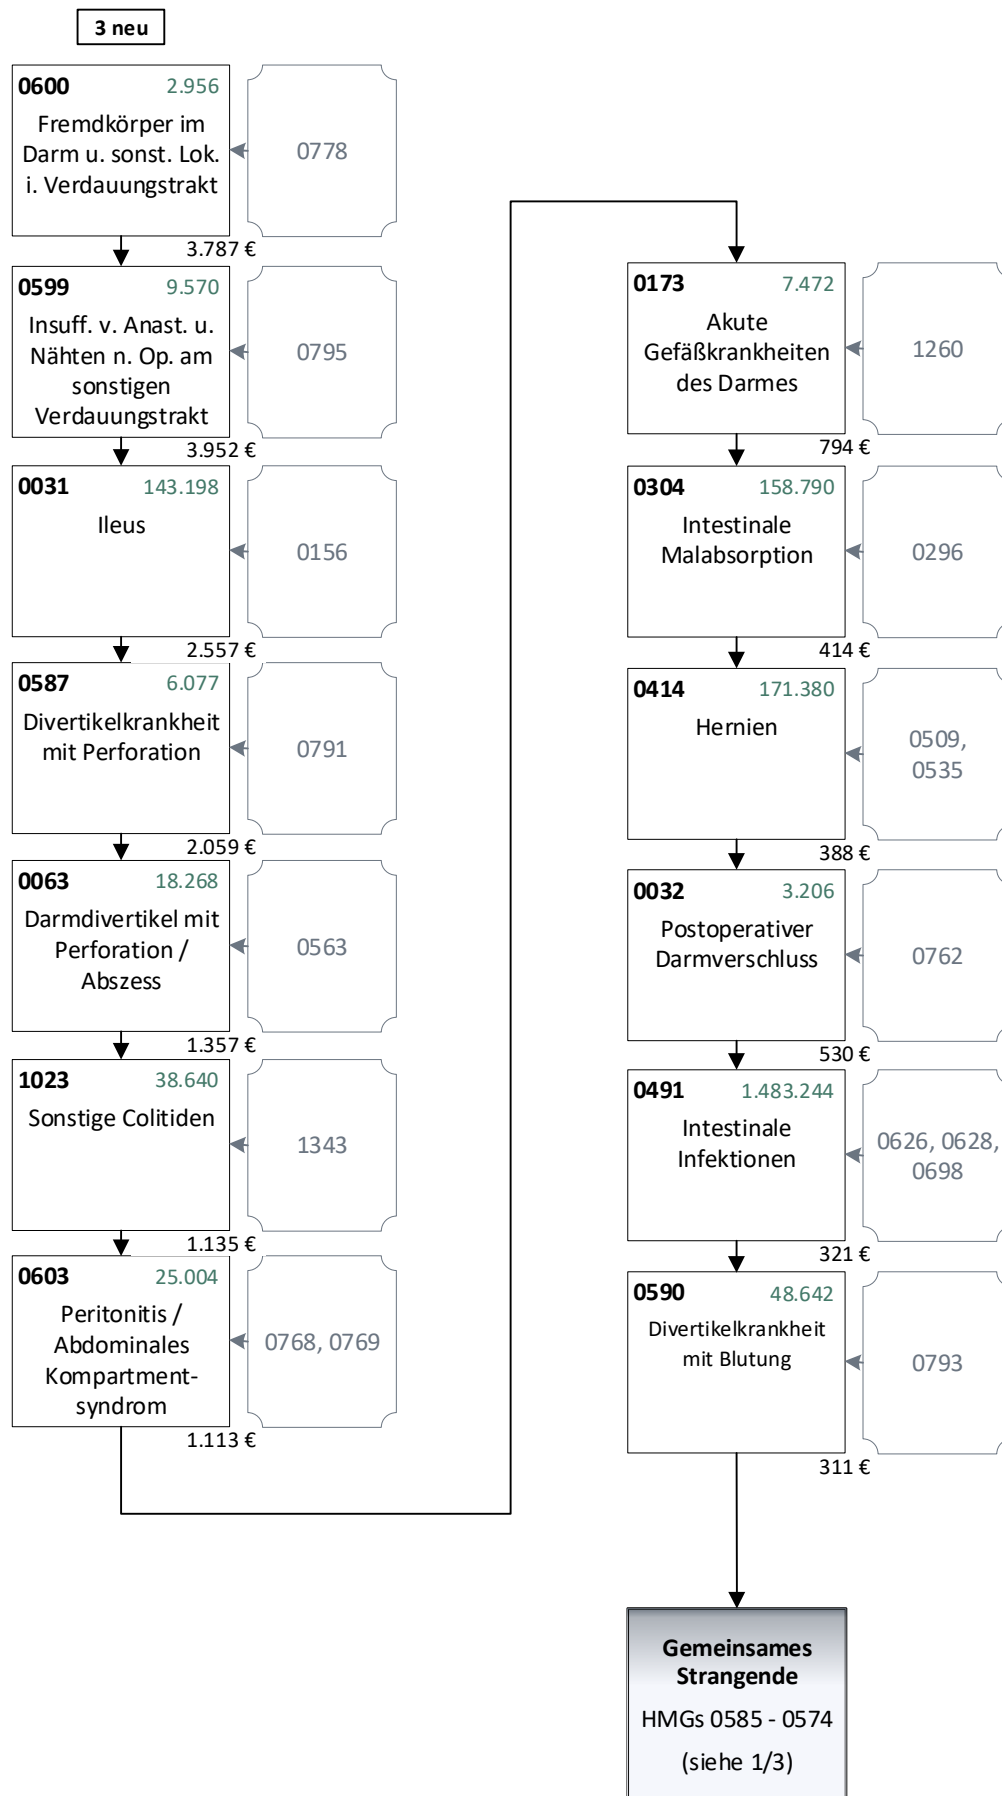 3 neu
0600 2.956
Fremdkörper im
Darm u. sonst. Lok.
i. Verdauungstrakt
0778
3.787 €
0599 9.570
Insuff. v. Anast. u.
Nähten n. Op. am
sonstigen
Verdauungstrakt
0795
3.952 €
0031 143.198
Ileus
0156
2.557 €
0587 6.077
Divertikelkrankheit
mit Perforation
0791
2.059 €
0063 18.268
Darmdivertikel mit
Perforation /
Abszess
0563
1.357 €
1023 38.640
Sonstige Colitiden
1343
1.135 €
0603 25.004
Peritonitis /
Abdominales
Kompartment-
syndrom
0768, 0769
1.113 €
0173 7.472
Akute
Gefäßkrankheiten
des Darmes
1260
794 €
0304 158.790
Intestinale
Malabsorption
0296
414 €
0414 171.380
Hernien
0509,
0535
388 €
0032 3.206
Postoperativer
Darmverschluss
0762
530 €
0491 1.483.244
Intestinale
Infektionen
0626, 0628,
0698
321 €
0590 48.642
Divertikelkrankheit
mit Blutung
0793
311 €
Gemeinsames
Strangende
HMGs 0585 - 0574
(siehe 1/3)